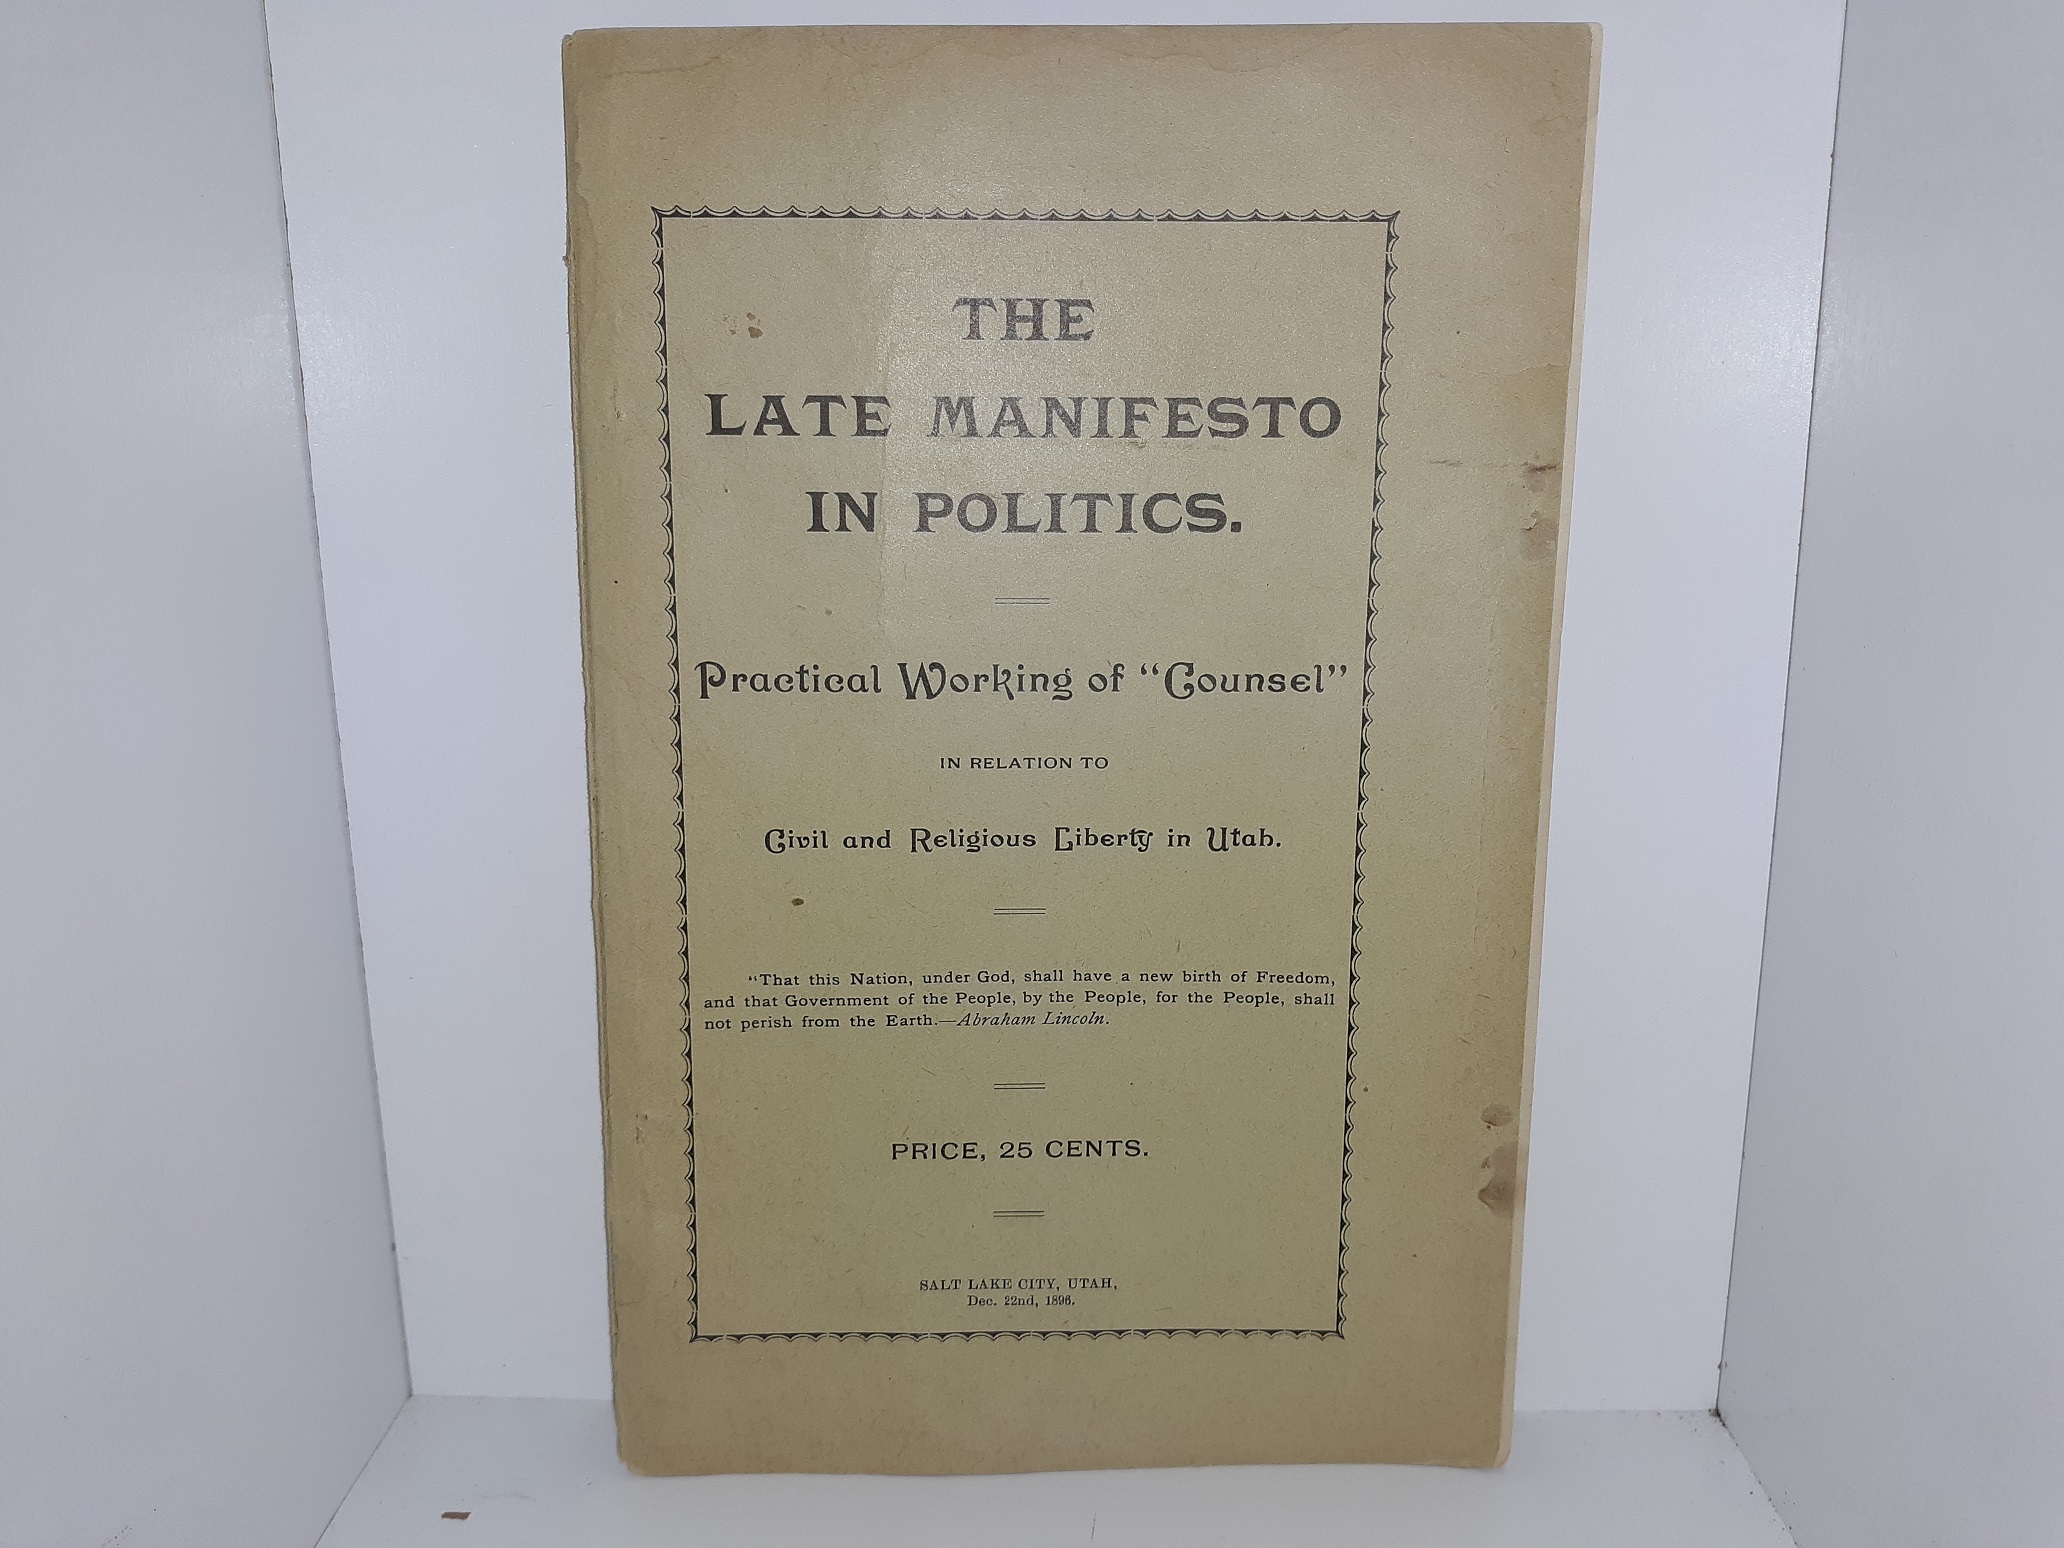 THE
LATE MANIFESTO
IN POLITICS.
Practical Working of “Counsel”
IN RELATION TO
Civil and Religious Liberty in Utah.
“That this Nation, under God, shall have a new birth of Freedom,
and that Government of the People, by the People, for the People, shall
not perish from the Earth.—Abraham Lincoln.
PRICE, 25 CENTS.
SALT LAKE CITY, UTAH,
Dec. 22nd, 1896.